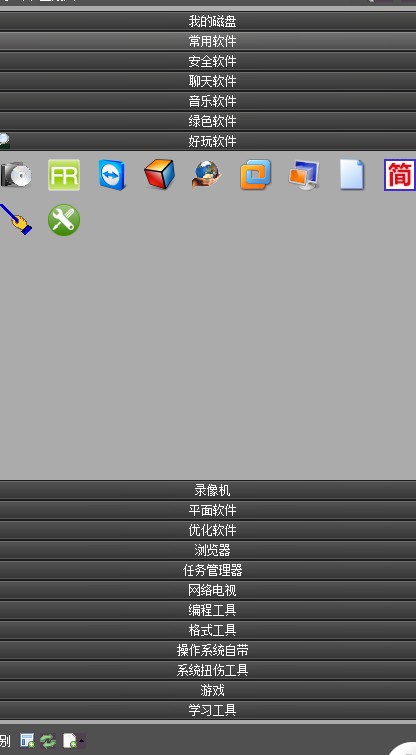 我的磁盘
常用软件
安全软件
聊天软件
音乐软件
绿色软件
好玩软件
FR
简
录像机
平面软件
优化软件
浏览器
任务管理器
网络电视
编程工具
格式工具
操作系统自带
系统扭伤工具
游戏
学习工具
别